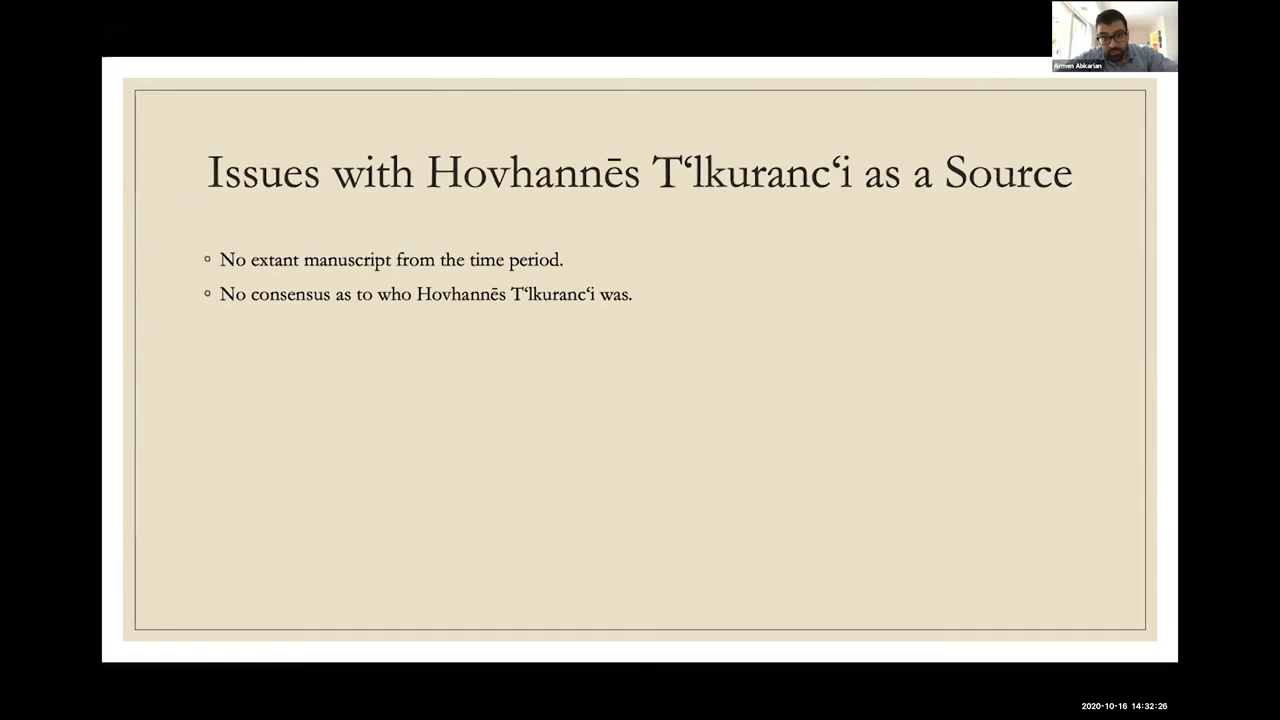 Armen Abkarian
Issues with Hovhannēs T‘lkuranc‘i as a Source
◦ No extant manuscript from the time period.
◦ No consensus as to who Hovhannēs T‘lkuranc‘i was.
2020-10-16 14:32:26